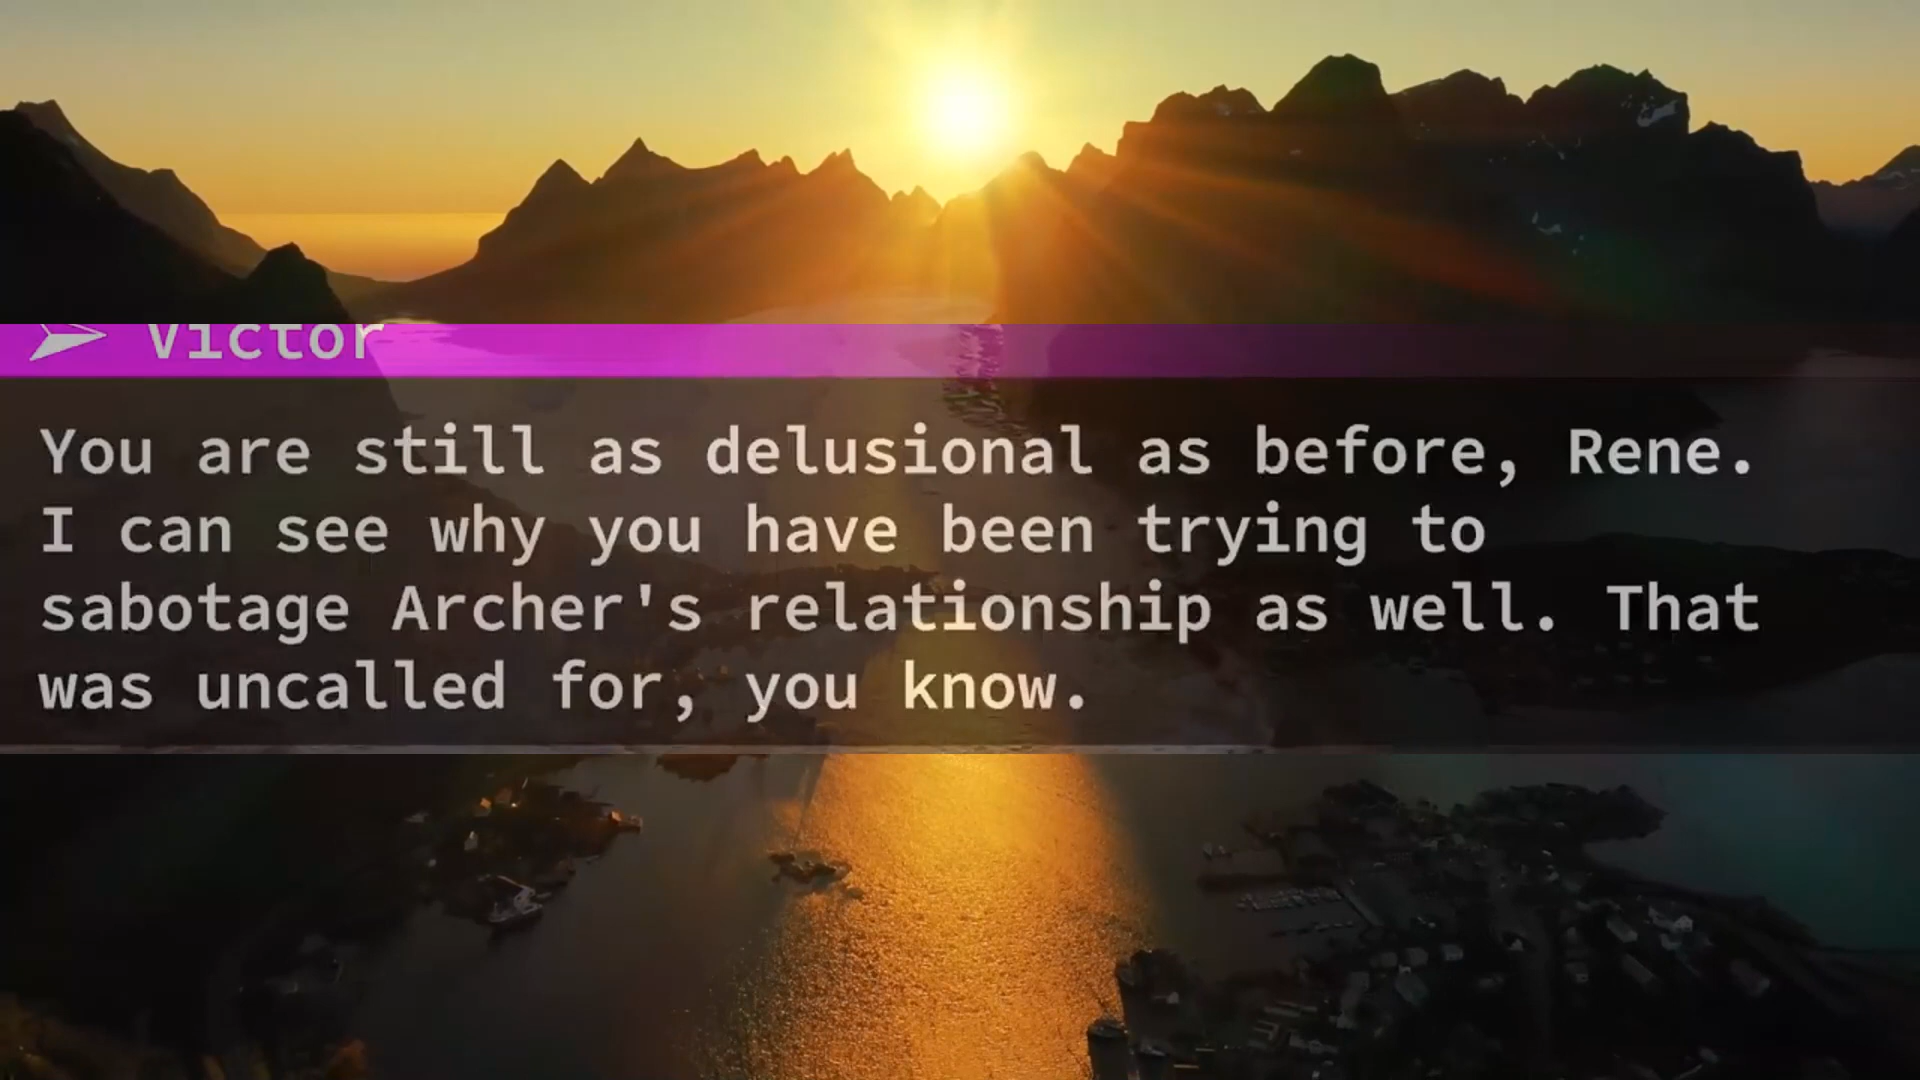 Victor
You are still as delusional as before, Rene.
I can see why you have been trying to
sabotage Archer's relationship as well. That
was uncalled for, you know.